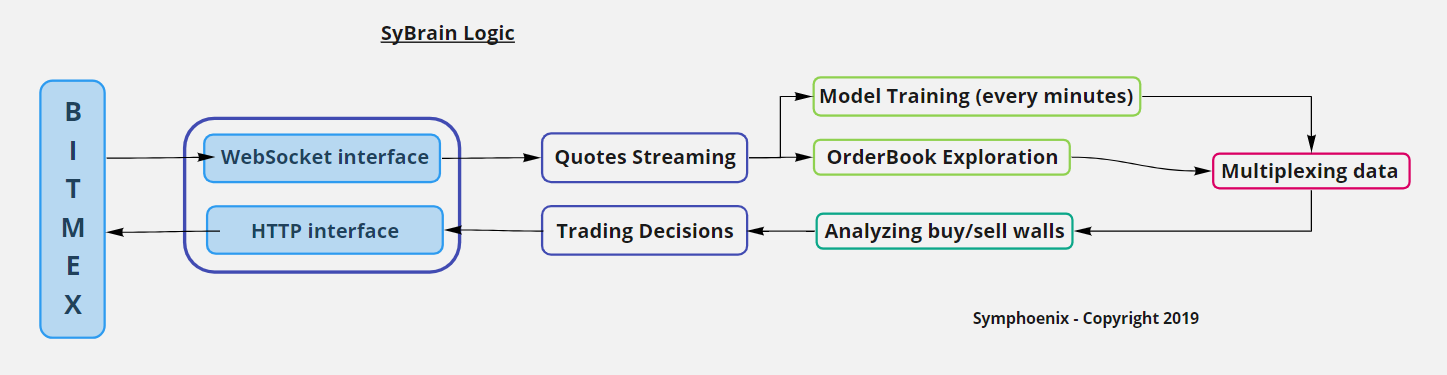 SyBrain Logic
B
I
T
M
E
X
WebSocket interface
Quotes Streaming
Model Training (every minutes)
OrderBook Exploration
Multiplexing data
HTTP interface
Trading Decisions
Analyzing buy/sell walls
Symphoenix - Copyright 2019